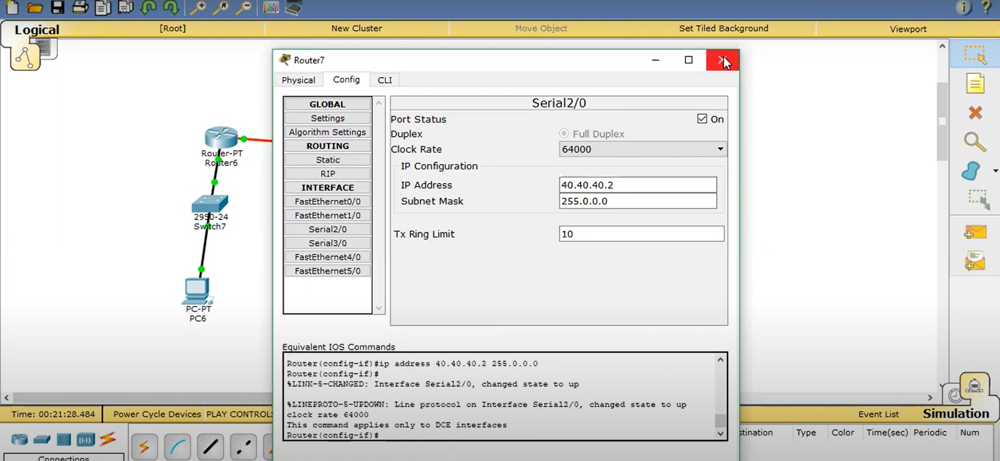 Logical
[Root]
New Cluster
Move Object
Set Tiled Background
Viewport
Router7
Physical
Config
CLI
GLOBAL
Settings
Algorithm Settings
ROUTING
Static
RIP
INTERFACE
FastEthernet0/0
FastEthernet1/0
Serial2/0
Serial3/0
FastEthernet4/0
FastEthernet5/0
Serial2/0
Port Status
On
Duplex
Full Duplex
Clock Rate
64000
IP Configuration
IP Address
40.40.40.2
Subnet Mask
255.0.0.0
Tx Ring Limit
10
Router-PT
Router6
2950-24
Switch7
PC-PT
PC6
Equivalent IOS Commands
Router(config-if)#ip address 40.40.40.2 255.0.0.0
Router(config-if)#
%LINK-5-CHANGED: Interface Serial2/0, changed state to up
%LINEPROTO-5-UPDOWN: Line protocol on Interface Serial2/0, changed state to up
clock rate 64000
This command applies only to DCE interfaces
Router(config-if)#
Time: 00:21:28.484
Power Cycle Devices
PLAY CONTROLS
Event List
Simulation
stination
Type
Color
Time(sec)
Periodic
Num
Connections